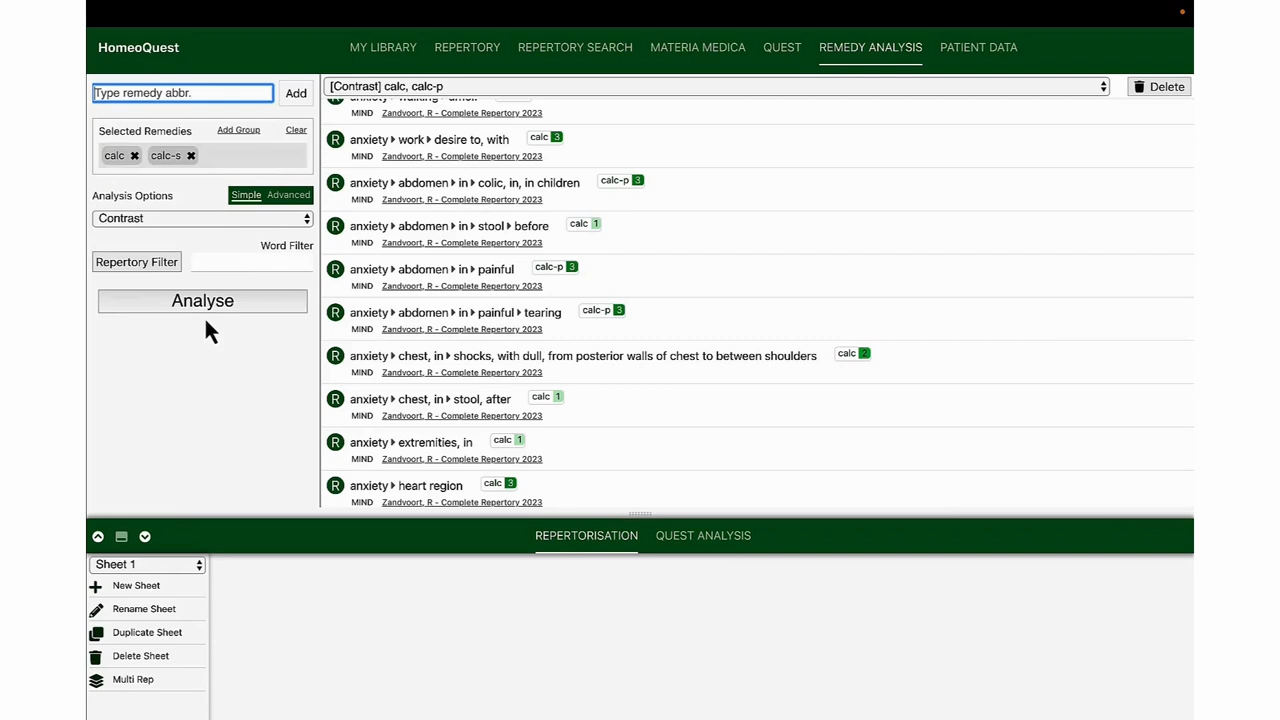 HomeoQuest
MY LIBRARY
REPERTORY
REPERTORY SEARCH
MATERIA MEDICA
QUEST
REMEDY ANALYSIS
PATIENT DATA
Type remedy abbr.
Add
Selected Remedies
Add Group
Clear
calc ✖
calc-s ✖
Analysis Options
Simple
Advanced
Contrast
Word Filter
Repertory Filter
Analyse
[Contrast] calc, calc-p
Delete
MIND Zandvoort, R - Complete Repertory 2023
R anxiety work desire to, with calc 3
MIND Zandvoort, R - Complete Repertory 2023
R anxiety abdomen in colic, in, in children calc-p 3
MIND Zandvoort, R - Complete Repertory 2023
R anxiety abdomen in stool before calc 1
MIND Zandvoort, R - Complete Repertory 2023
R anxiety abdomen in painful calc-p 3
MIND Zandvoort, R - Complete Repertory 2023
R anxiety abdomen in painful tearing calc-p 3
MIND Zandvoort, R - Complete Repertory 2023
R anxiety chest, in shocks, with dull, from posterior walls of chest to between shoulders calc 2
MIND Zandvoort, R - Complete Repertory 2023
R anxiety chest, in stool, after calc 1
MIND Zandvoort, R - Complete Repertory 2023
R anxiety extremities, in calc 1
MIND Zandvoort, R - Complete Repertory 2023
R anxiety heart region calc 3
MIND Zandvoort, R - Complete Repertory 2023
REPERTORISATION
QUEST ANALYSIS
Sheet 1
New Sheet
Rename Sheet
Duplicate Sheet
Delete Sheet
Multi Rep